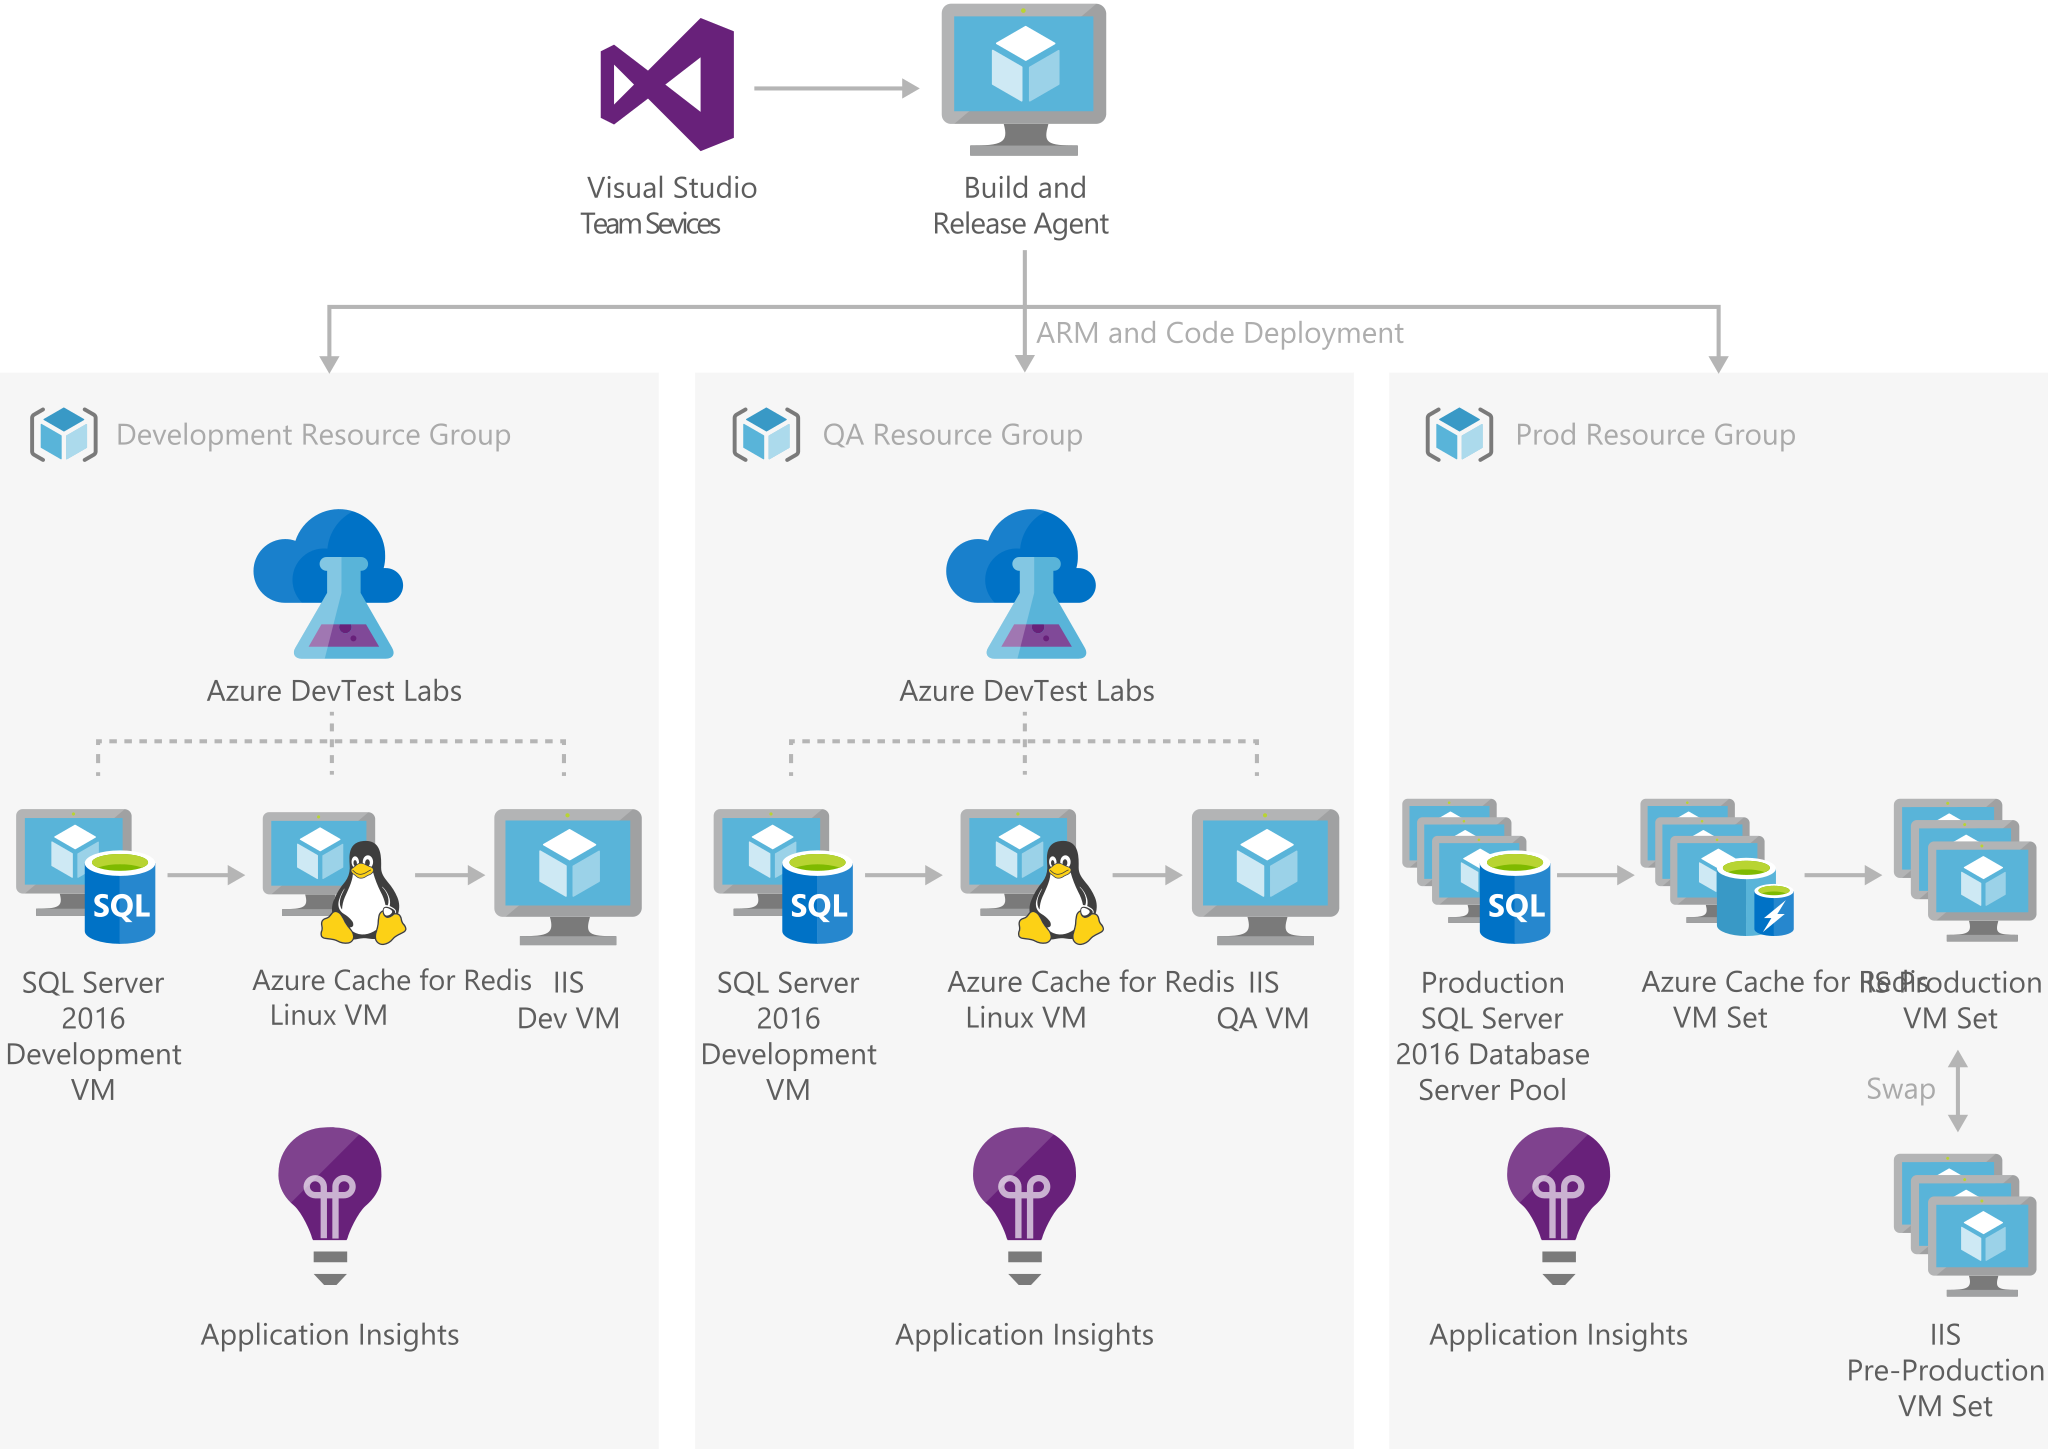 Visual Studio
Team Sevices
Build and
Release Agent
ARM and Code Deployment
Development Resource Group
Azure DevTest Labs
SQL
SQL Server
2016
Development
VM
Azure Cache for Redis
Linux VM
IIS
Dev VM
Application Insights
QA Resource Group
Azure DevTest Labs
SQL
SQL Server
2016
Development
VM
Azure Cache for Redis
Linux VM
IIS
QA VM
Application Insights
Prod Resource Group
SQL
Production
SQL Server
2016 Database
Server Pool
Azure Cache for Redis
VM Set
IIS Production
VM Set
Swap
Application Insights
IIS
Pre-Production
VM Set